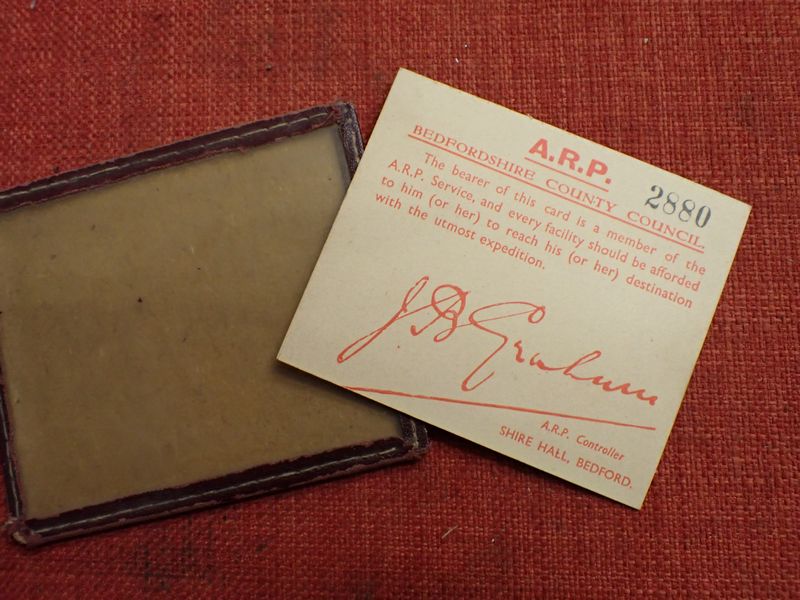 A.R.P.
2880
BEDFORDSHIRE COUNTY COUNCIL
The bearer of this card is a member of the
A.R.P. Service, and every facility should be afforded
to him (or her) to reach his (or her) destination
with the utmost expedition.
J.B Graham
A.R.P. Controller
SHIRE HALL, BEDFORD.